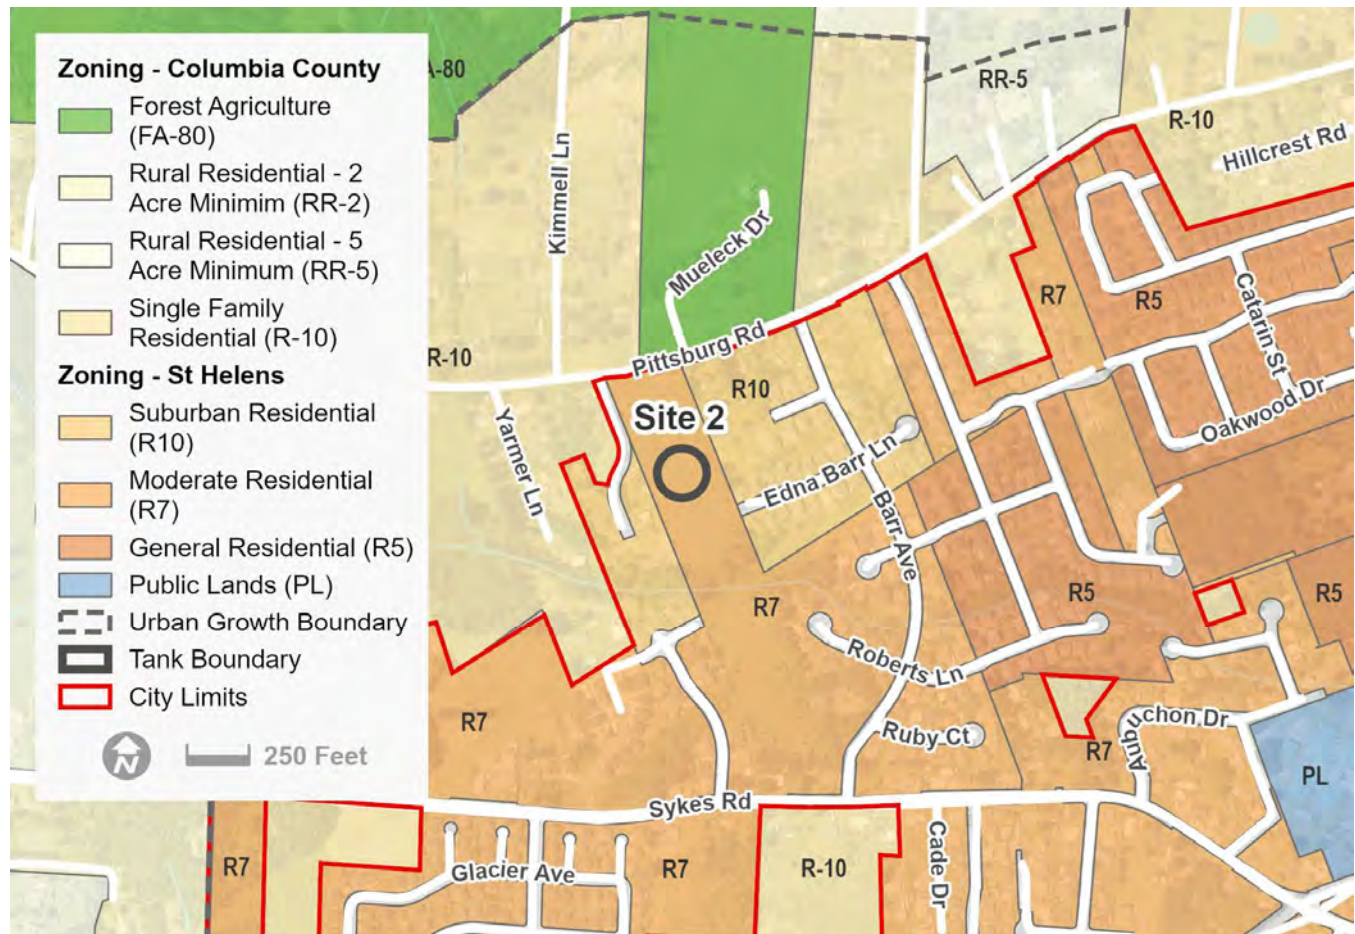 Zoning - Columbia County
Forest Agriculture
(FA-80)
Rural Residential - 2
Acre Minimim (RR-2)
Rural Residential - 5
Acre Minimum (RR-5)
Single Family
Residential (R-10)
Zoning - St Helens
Suburban Residential
(R10)
Moderate Residential
(R7)
General Residential (R5)
Public Lands (PL)
Urban Growth Boundary
Tank Boundary
City Limits
N
250 Feet
A-80
RR-5
R-10
Hillcrest Rd
Kimmell Ln
Mueleck Dr
R7
R5
Catarin St
Pittsburg Rd
R-10
R10
Site 2
Yarmer Ln
Oakwood Dr
Edna Barr Ln
Barr Ave
R7
R5
R5
Roberts Ln
R7
Ruby Ct
Aubuchon Dr
R7
PL
Sykes Rd
R7
Glacier Ave
R7
R-10
Cade Dr